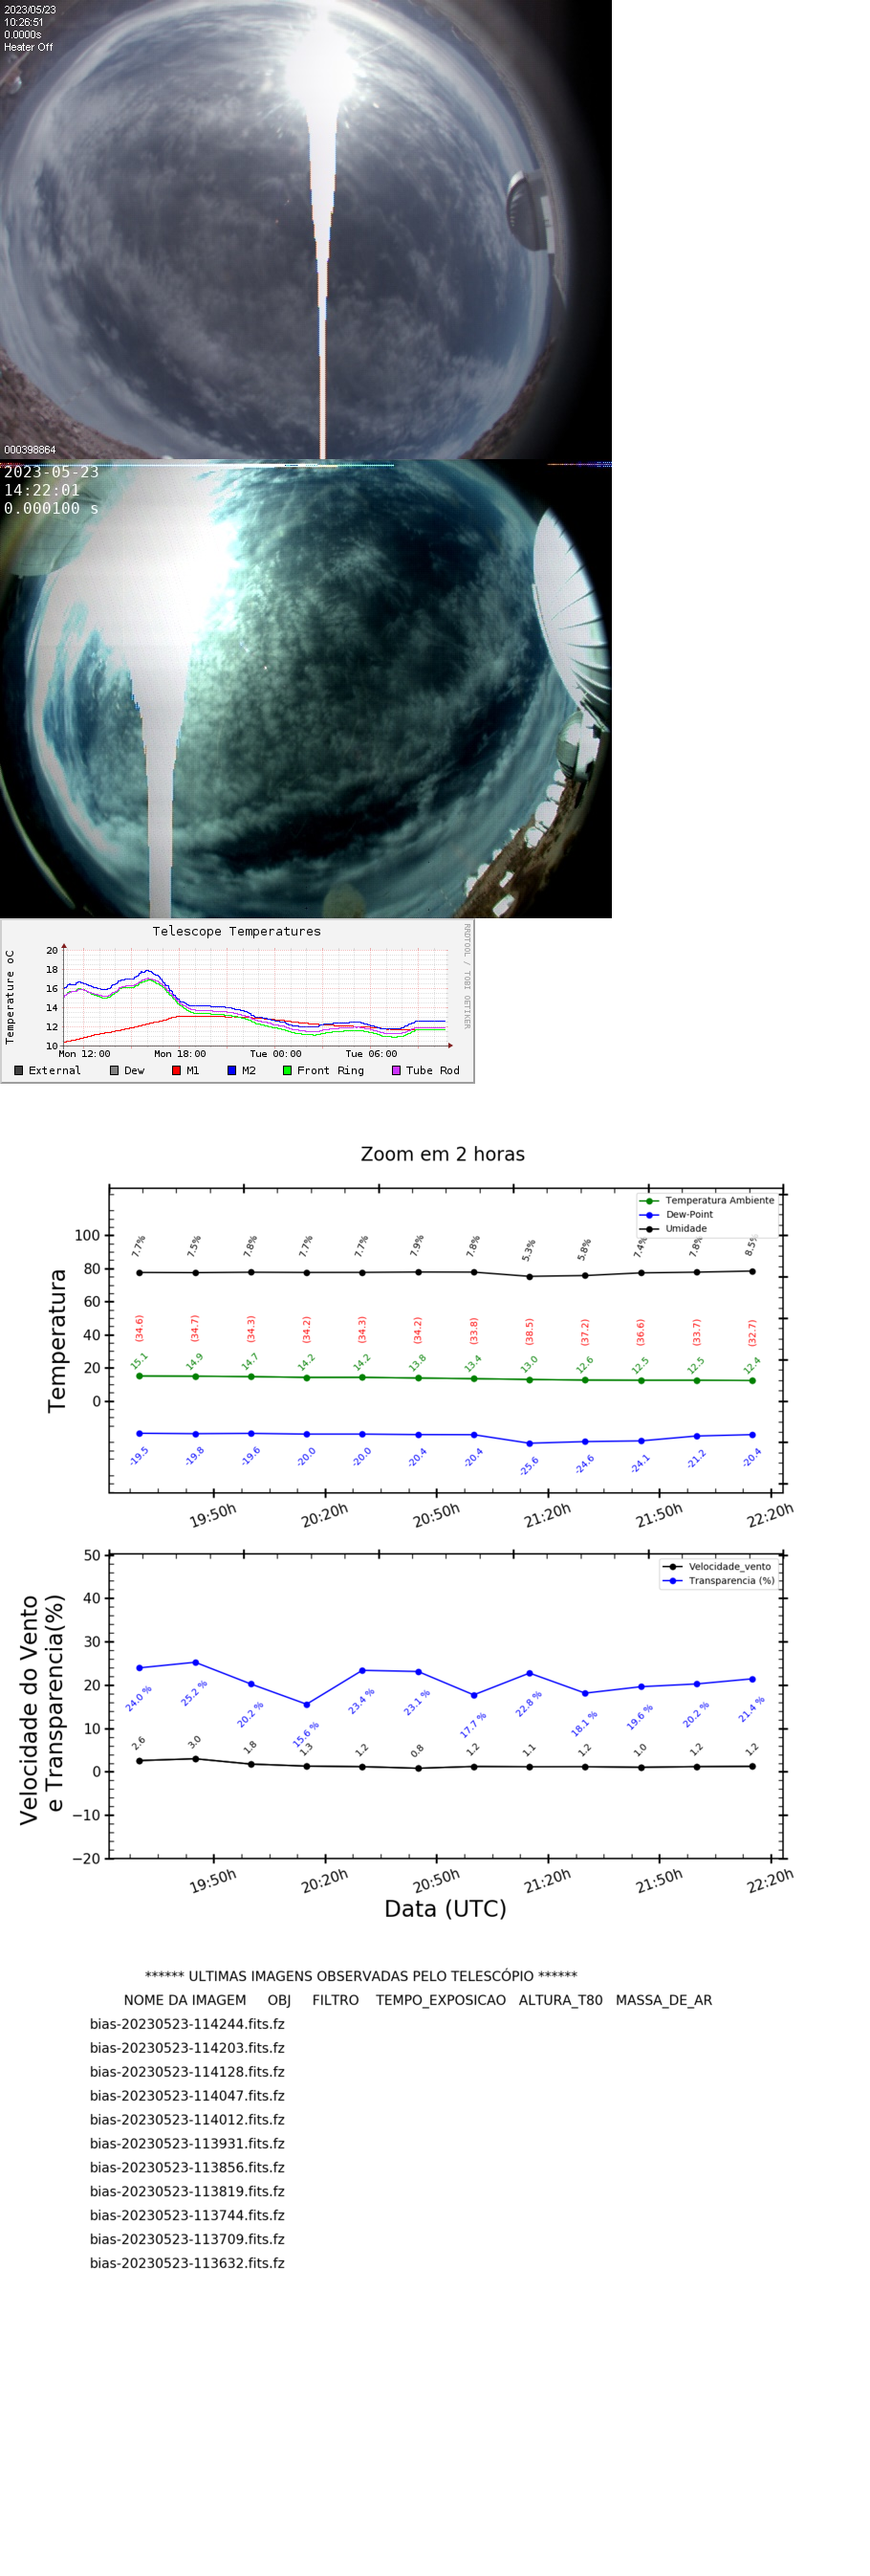 2023/05/23
10:26:51
0.0000s
Heater Off
000398864
2023-05-23
14:22:01
0.000100 s
Telescope Temperatures
RRDTOOL / TOBI OETIKER
Temperature oC
20
18
16
14
12
10
Mon 12:00 Mon 18:00 Tue 00:00 Tue 06:00
External Dew M1 M2 Front Ring Tube Rod
Zoom em 2 horas
Temperatura Ambiente
Dew-Point
Umidade
Temperatura
100
80
60
40
20
0
7.7% 7.5% 7.8% 7.7% 7.7% 7.9% 7.8% 5.3% 5.8% 7.4% 7.8% 8.5%
(34.6) (34.7) (34.3) (34.2) (34.3) (34.2) (33.8) (38.5) (37.2) (36.6) (33.7) (32.7)
15.1 14.9 14.7 14.2 14.2 13.8 13.4 13.0 12.6 12.5 12.5 12.4
-19.5 -19.8 -19.6 -20.0 -20.0 -20.4 -20.4 -25.6 -24.6 -24.1 -21.2 -20.4
19:50h 20:20h 20:50h 21:20h 21:50h 22:20h
Velocidade_vento
Transparencia (%)
Velocidade do Vento
e Transparencia(%)
50
40
30
20
10
0
−10
−20
24.0 % 25.2 % 20.2 % 15.6 % 23.4 % 23.1 % 17.7 % 22.8 % 18.1 % 19.6 % 20.2 % 21.4 %
2.6 3.0 1.8 1.3 1.2 0.8 1.2 1.1 1.2 1.0 1.2 1.2
19:50h 20:20h 20:50h 21:20h 21:50h 22:20h
Data (UTC)
****** ULTIMAS IMAGENS OBSERVADAS PELO TELESCÓPIO ******
NOME DA IMAGEM OBJ FILTRO TEMPO_EXPOSICAO ALTURA_T80 MASSA_DE_AR
bias-20230523-114244.fits.fz
bias-20230523-114203.fits.fz
bias-20230523-114128.fits.fz
bias-20230523-114047.fits.fz
bias-20230523-114012.fits.fz
bias-20230523-113931.fits.fz
bias-20230523-113856.fits.fz
bias-20230523-113819.fits.fz
bias-20230523-113744.fits.fz
bias-20230523-113709.fits.fz
bias-20230523-113632.fits.fz